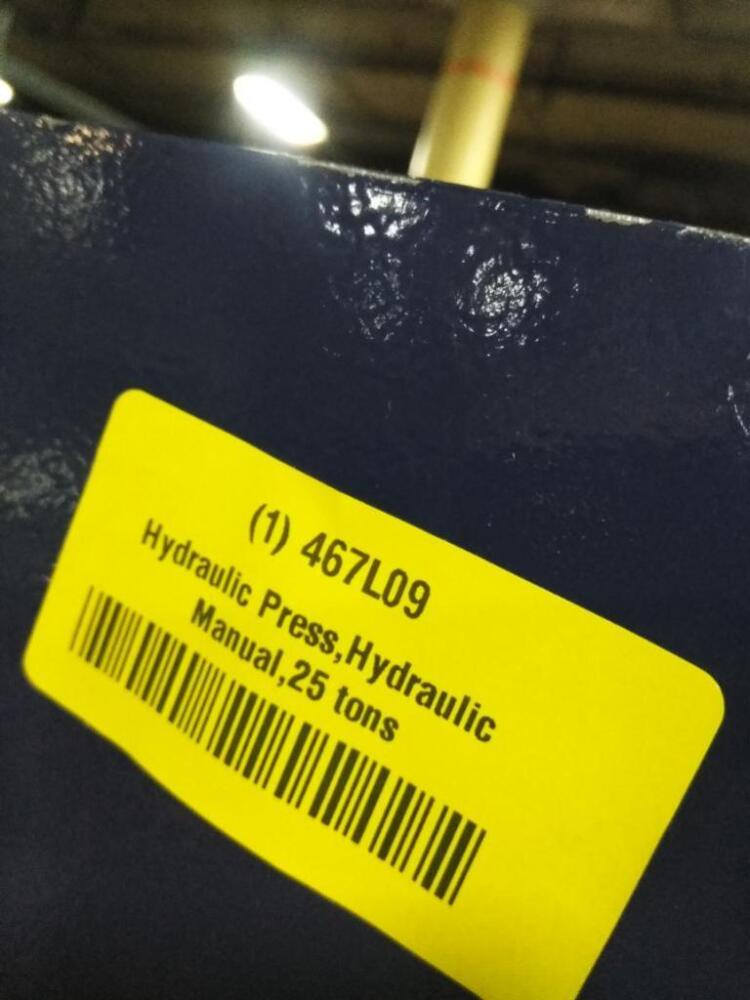 (1) 467L09
Hydraulic Press,Hydraulic
Manual,25 tons